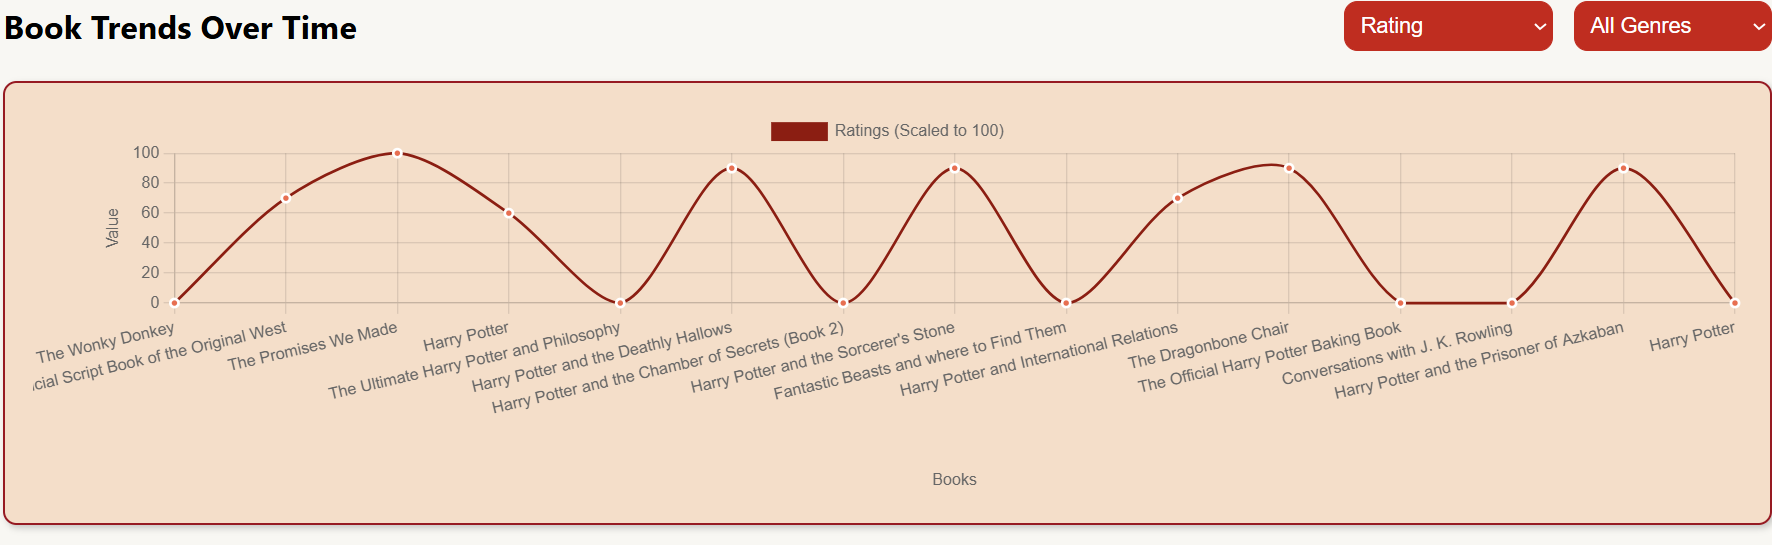 Book Trends Over Time
Rating
All Genres
Ratings (Scaled to 100)
100
80
60
40
20
0
Value
The Wonky Donkey
Script Book of the Original West
The Promises We Made
Harry Potter
The Ultimate Harry Potter and Philosophy
Harry Potter and the Deathly Hallows
Harry Potter and the Chamber of Secrets (Book 2)
Harry Potter and the Sorcerer's Stone
Fantastic Beasts and where to Find Them
Harry Potter and International Relations
The Dragonbone Chair
The Official Harry Potter Baking Book
Conversations with J. K. Rowling
Harry Potter and the Prisoner of Azkaban
Harry Potter
Books